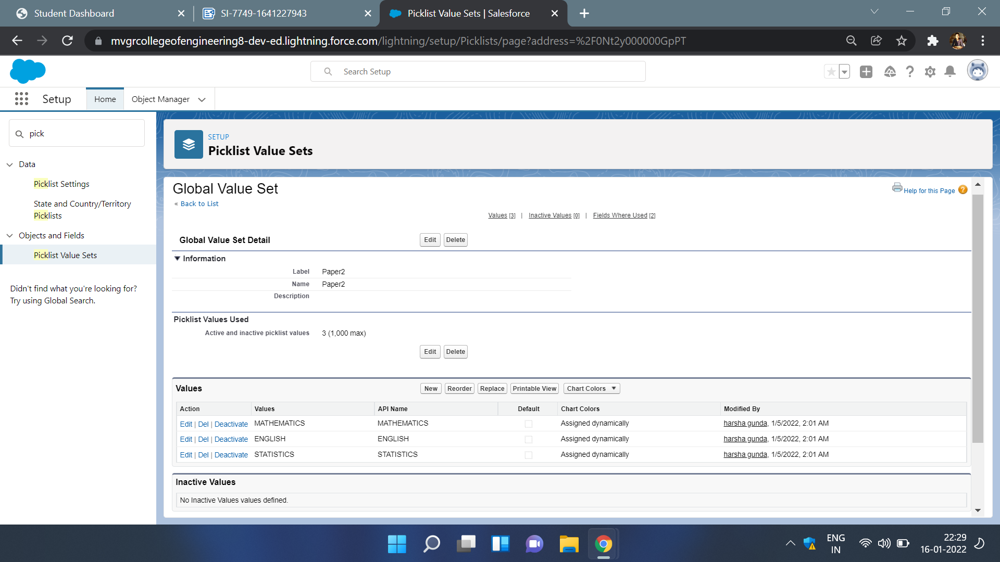 Student Dashboard
SI-7749-1641227943
Picklist Value Sets | Salesforce
mvgrcollegeofengineering8-dev-ed.lightning.force.com/lightning/setup/Picklists/page?address=%2F0Nt2y000000GpPT
Search Setup
Setup
Home
Object Manager
pick
Data
Picklist Settings
State and Country/Territory
Picklists
Objects and Fields
Picklist Value Sets
Didn't find what you're looking for?
Try using Global Search.
SETUP
Picklist Value Sets
Global Value Set
Help for this Page ?
« Back to List
Values [3] | Inactive Values [0] | Fields Where Used [2]
Global Value Set Detail Edit Delete
Information
Label Paper2
Name Paper2
Description
Picklist Values Used
Active and inactive picklist values 3 (1,000 max)
Edit Delete
Values New Reorder Replace Printable View Chart Colors
Action Values API Name Default Chart Colors Modified By
Edit | Del | Deactivate MATHEMATICS MATHEMATICS Assigned dynamically harsha gunda, 1/5/2022, 2:01 AM
Edit | Del | Deactivate ENGLISH ENGLISH Assigned dynamically harsha gunda, 1/5/2022, 2:01 AM
Edit | Del | Deactivate STATISTICS STATISTICS Assigned dynamically harsha gunda, 1/5/2022, 2:01 AM
Inactive Values
No Inactive Values values defined.
ENG
IN
22:29
16-01-2022